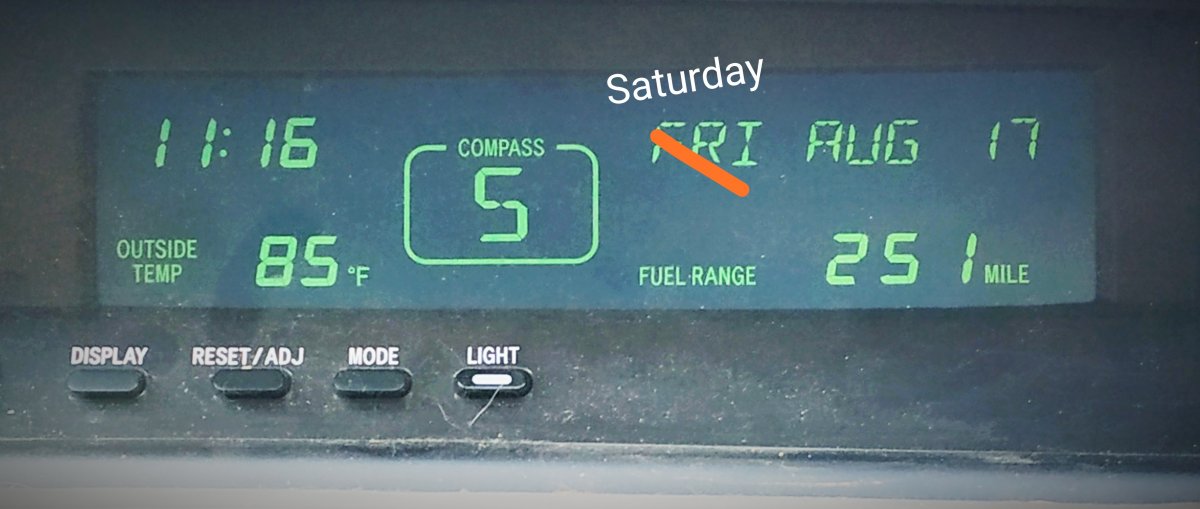 Saturday
11:16 COMPASS FRI AUG 17
S
OUTSIDE TEMP 85°F FUEL RANGE 251 MILE
DISPLAY RESET/ADJ MODE LIGHT